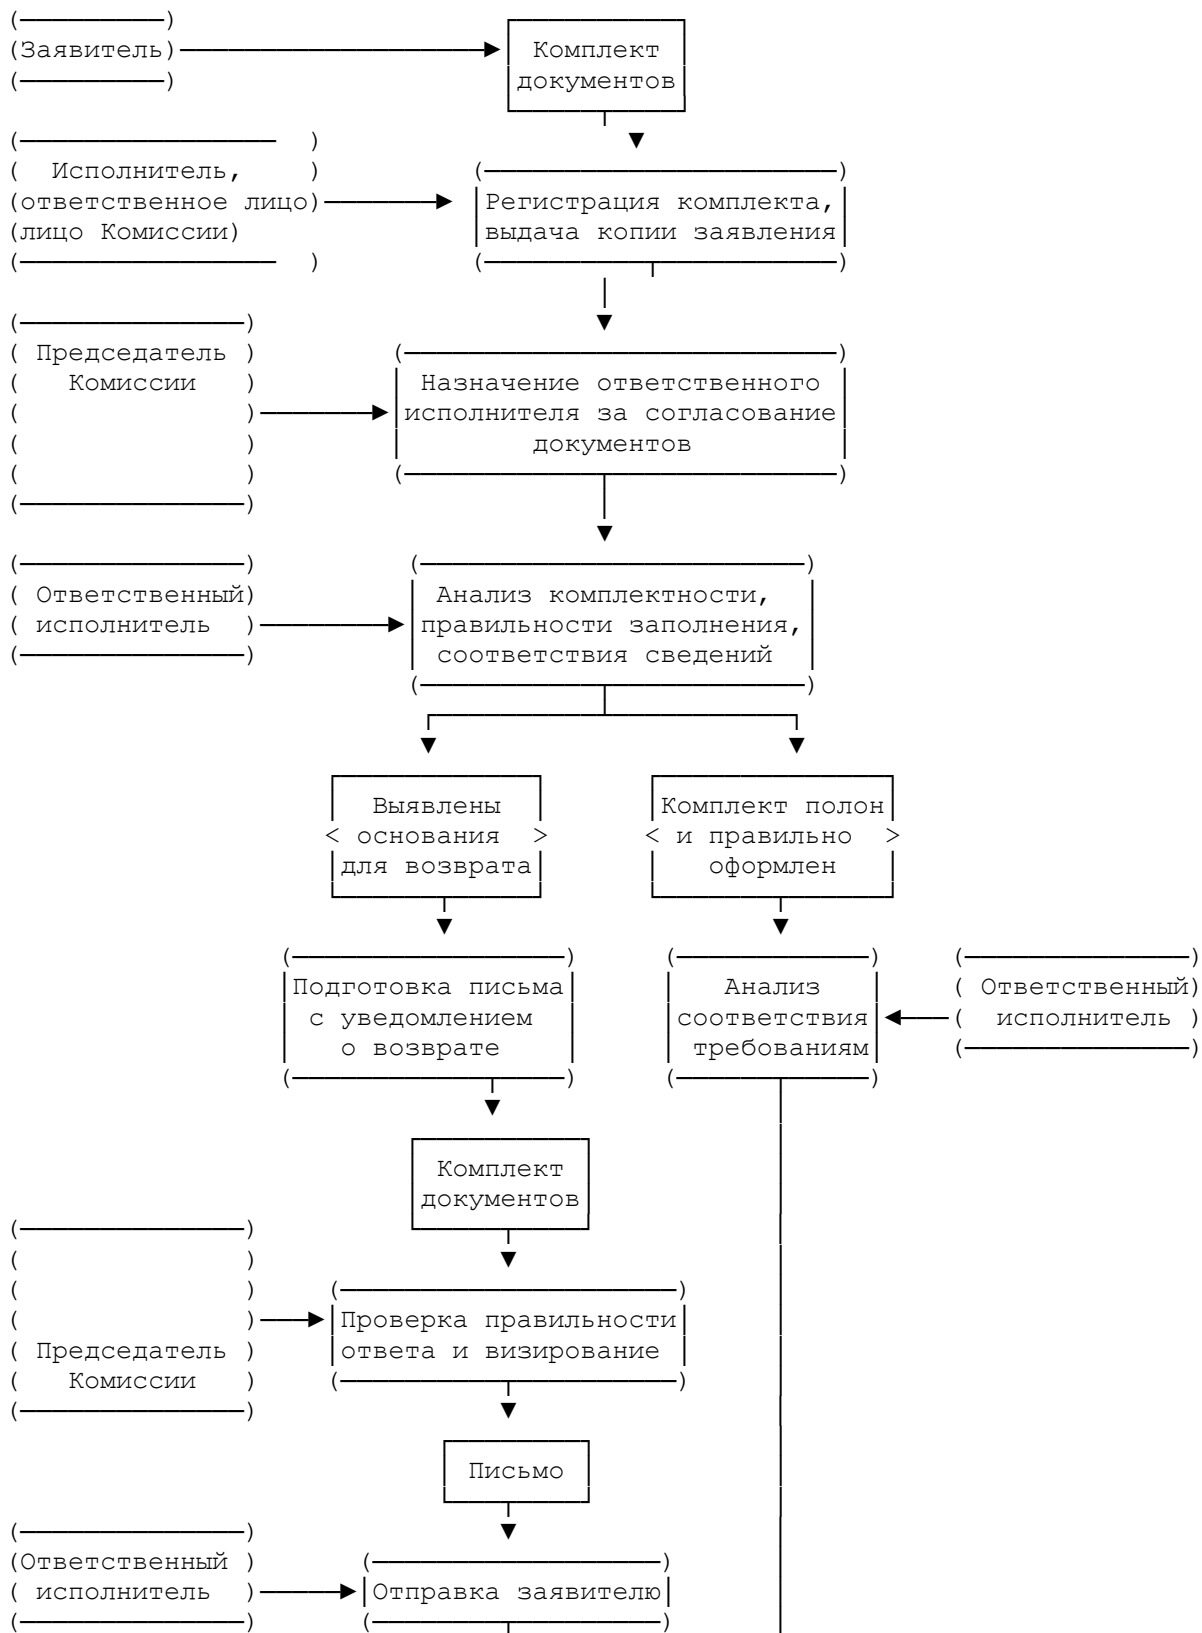 Заявитель
Комплект
документов
Исполнитель,
ответственное лицо
лицо Комиссии
Регистрация комплекта,
выдача копии заявления
Председатель
Комиссии
Назначение ответственного
исполнителя за согласование
документов
Ответственный
исполнитель
Анализ комплектности,
правильности заполнения,
соответствия сведений
Выявлены
основания
для возврата
Комплект полон
и правильно
оформлен
Подготовка письма
с уведомлением
о возврате
Анализ
соответствия
требованиям
Ответственный
исполнитель
Комплект
документов
Председатель
Комиссии
Проверка правильности
ответа и визирование
Письмо
Ответственный
исполнитель
Отправка заявителю